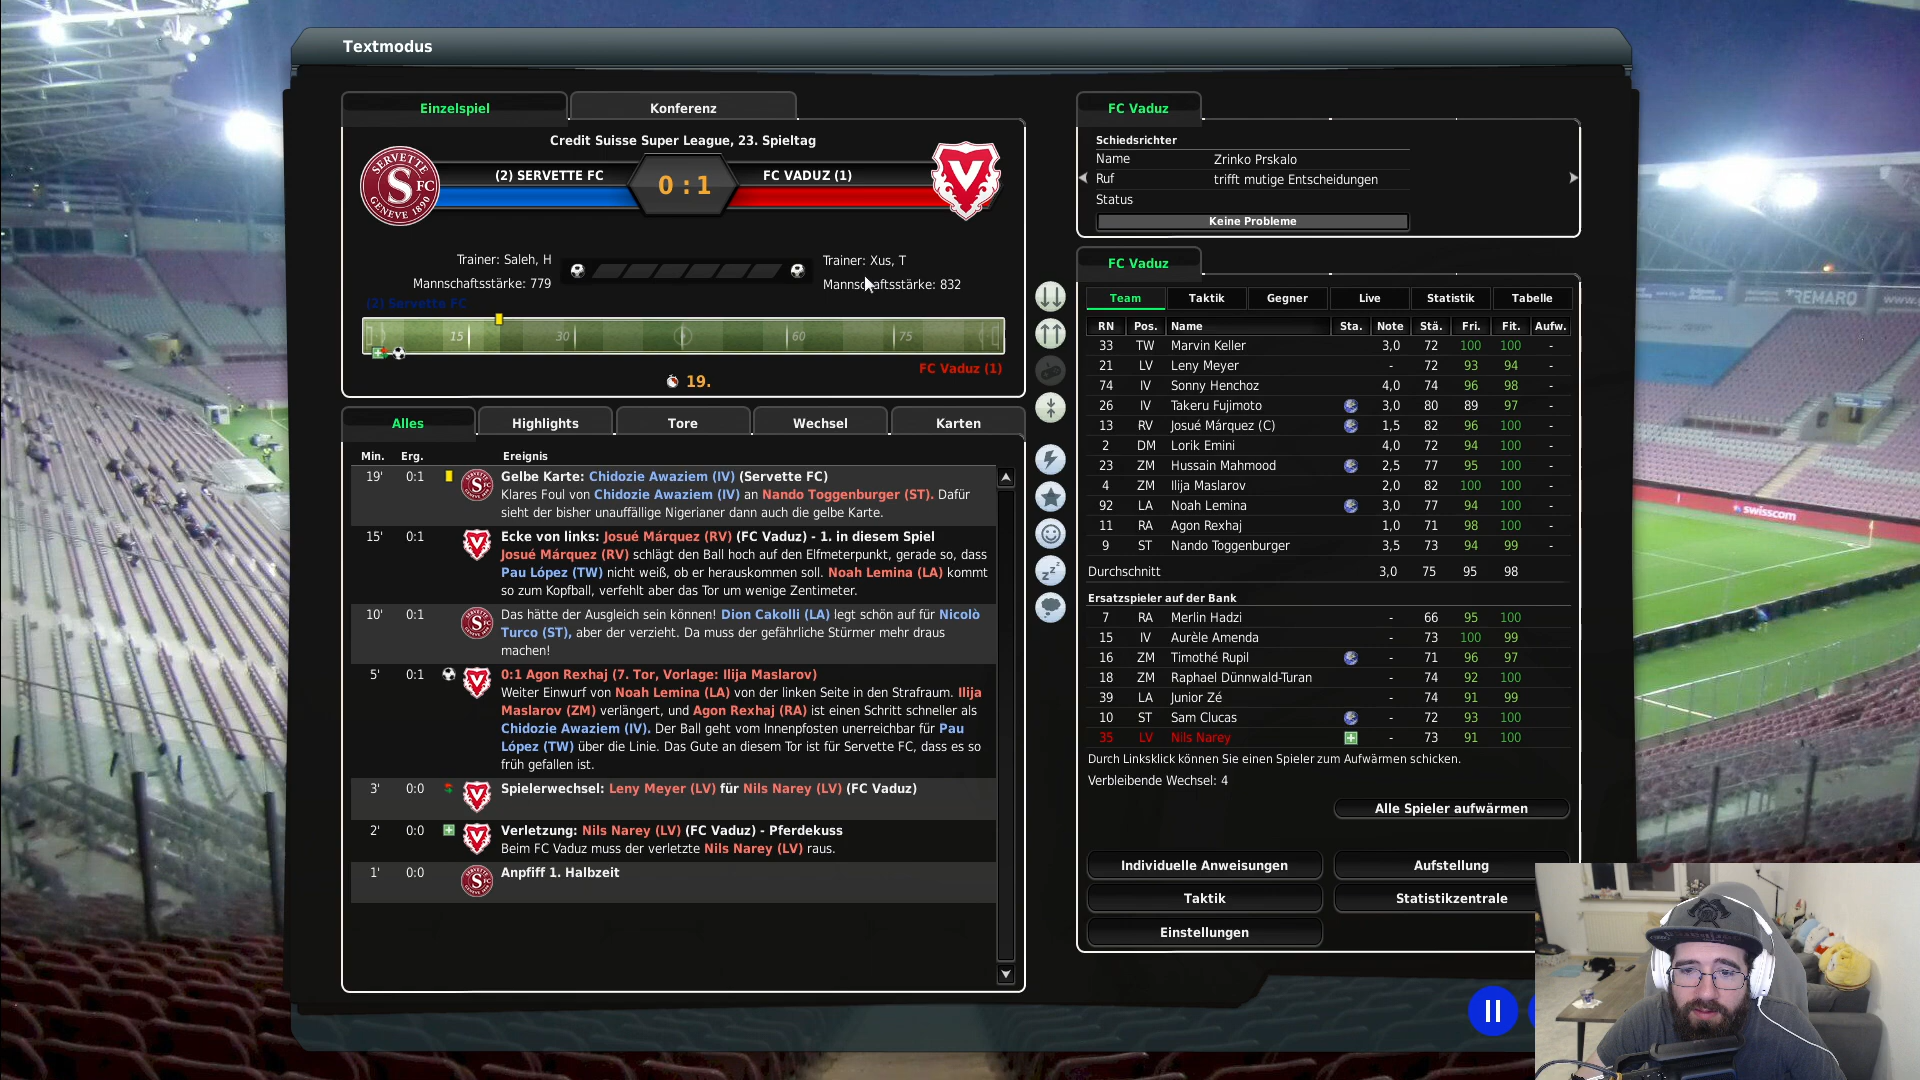 Textmodus
Einzelspiel
Konferenz
Credit Suisse Super League, 23. Spieltag
SERVETTE
S FC
GENEVE 1890
(2) SERVETTE FC
0 : 1
FC VADUZ (1)
V
Trainer: Saleh, H
Trainer: Xus, T
Mannschaftsstärke: 779
Mannschaftsstärke: 832
(2) Servette FC
15
30
60
75
FC Vaduz (1)
19.
Alles
Highlights
Tore
Wechsel
Karten
Min. Erg. Ereignis
19' 0:1 Gelbe Karte: Chidozie Awaziem (IV) (Servette FC)
Klares Foul von Chidozie Awaziem (IV) an Nando Toggenburger (ST). Dafür
sieht der bisher unauffällige Nigerianer dann auch die gelbe Karte.
15' 0:1 Ecke von links: Josué Márquez (RV) (FC Vaduz) - 1. in diesem Spiel
Josué Márquez (RV) schlägt den Ball hoch auf den Elfmeterpunkt, gerade so, dass
Pau López (TW) nicht weiß, ob er herauskommen soll. Noah Lemina (LA) kommt
so zum Kopfball, verfehlt aber das Tor um wenige Zentimeter.
10' 0:1 Das hätte der Ausgleich sein können! Dion Cakolli (LA) legt schön auf für Nicolò
Turco (ST), aber der verzieht. Da muss der gefährliche Stürmer mehr draus
machen!
5' 0:1 0:1 Agon Rexhaj (7. Tor, Vorlage: Ilija Maslarov)
Weiter Einwurf von Noah Lemina (LA) von der linken Seite in den Strafraum. Ilija
Maslarov (ZM) verlängert, und Agon Rexhaj (RA) ist einen Schritt schneller als
Chidozie Awaziem (IV). Der Ball geht vom Innenpfosten unerreichbar für Pau
López (TW) über die Linie. Das Gute an diesem Tor ist für Servette FC, dass es so
früh gefallen ist.
3' 0:0 Spielerwechsel: Leny Meyer (LV) für Nils Narey (LV) (FC Vaduz)
2' 0:0 Verletzung: Nils Narey (LV) (FC Vaduz) - Pferdekuss
Beim FC Vaduz muss der verletzte Nils Narey (LV) raus.
1' 0:0 Anpfiff 1. Halbzeit
FC Vaduz
Schiedsrichter
Name Zrinko Prskalo
Ruf trifft mutige Entscheidungen
Status
Keine Probleme
FC Vaduz
Team Taktik Gegner Live Statistik Tabelle
RN Pos. Name Sta. Note Stä. Fri. Fit. Aufw.
33 TW Marvin Keller 3,0 72 100 100 -
21 LV Leny Meyer - 72 93 94 -
74 IV Sonny Henchoz 4,0 74 96 98 -
26 IV Takeru Fujimoto 3,0 80 89 97 -
13 RV Josué Márquez (C) 1,5 82 96 100 -
2 DM Lorik Emini 4,0 72 94 100 -
23 ZM Hussain Mahmood 2,5 77 95 100 -
4 ZM Ilija Maslarov 2,0 82 100 100 -
92 LA Noah Lemina 3,0 77 94 100 -
11 RA Agon Rexhaj 1,0 71 98 100 -
9 ST Nando Toggenburger 3,5 73 94 99 -
Durchschnitt 3,0 75 95 98
Ersatzspieler auf der Bank
7 RA Merlin Hadzi - 66 95 100
15 IV Aurèle Amenda - 73 100 99
16 ZM Timothé Rupil - 71 96 97
18 ZM Raphael Dünnwald-Turan - 74 92 100
39 LA Junior Zé - 74 91 99
10 ST Sam Clucas - 72 93 100
35 LV Nils Narey - 73 91 100
Durch Linksklick können Sie einen Spieler zum Aufwärmen schicken.
Verbleibende Wechsel: 4
Alle Spieler aufwärmen
Individuelle Anweisungen
Aufstellung
Taktik
Statistikzentrale
Einstellungen
REMARQ
swisscom